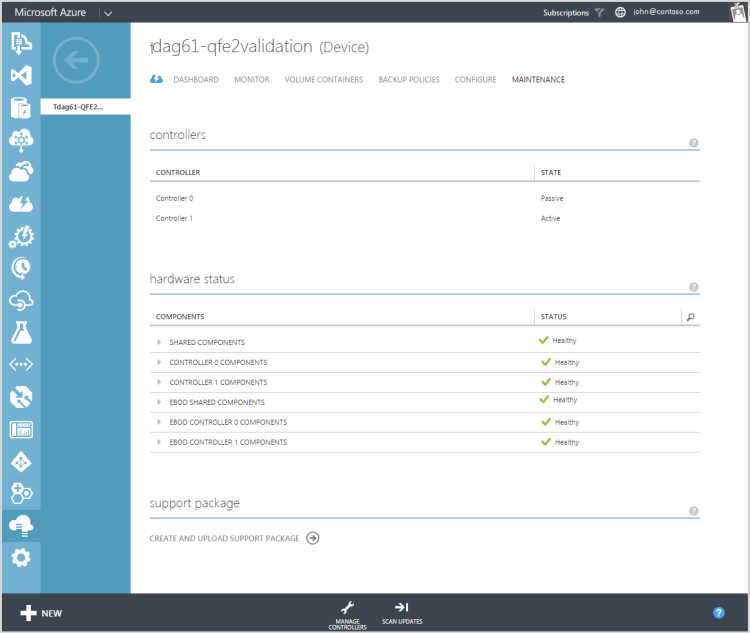 Microsoft Azure
Subscriptions
john@contoso.com
Tdag61-QFE2...
tdag61-qfe2validation (Device)
DASHBOARD MONITOR VOLUME CONTAINERS BACKUP POLICIES CONFIGURE MAINTENANCE
controllers
?
CONTROLLER STATE
Controller 0 Passive
Controller 1 Active
hardware status
?
COMPONENTS STATUS
SHARED COMPONENTS Healthy
CONTROLLER 0 COMPONENTS Healthy
CONTROLLER 1 COMPONENTS Healthy
EBOD SHARED COMPONENTS Healthy
EBOD CONTROLLER 0 COMPONENTS Healthy
EBOD CONTROLLER 1 COMPONENTS Healthy
support package
?
CREATE AND UPLOAD SUPPORT PACKAGE
NEW
MANAGE
CONTROLLERS
SCAN UPDATES
?